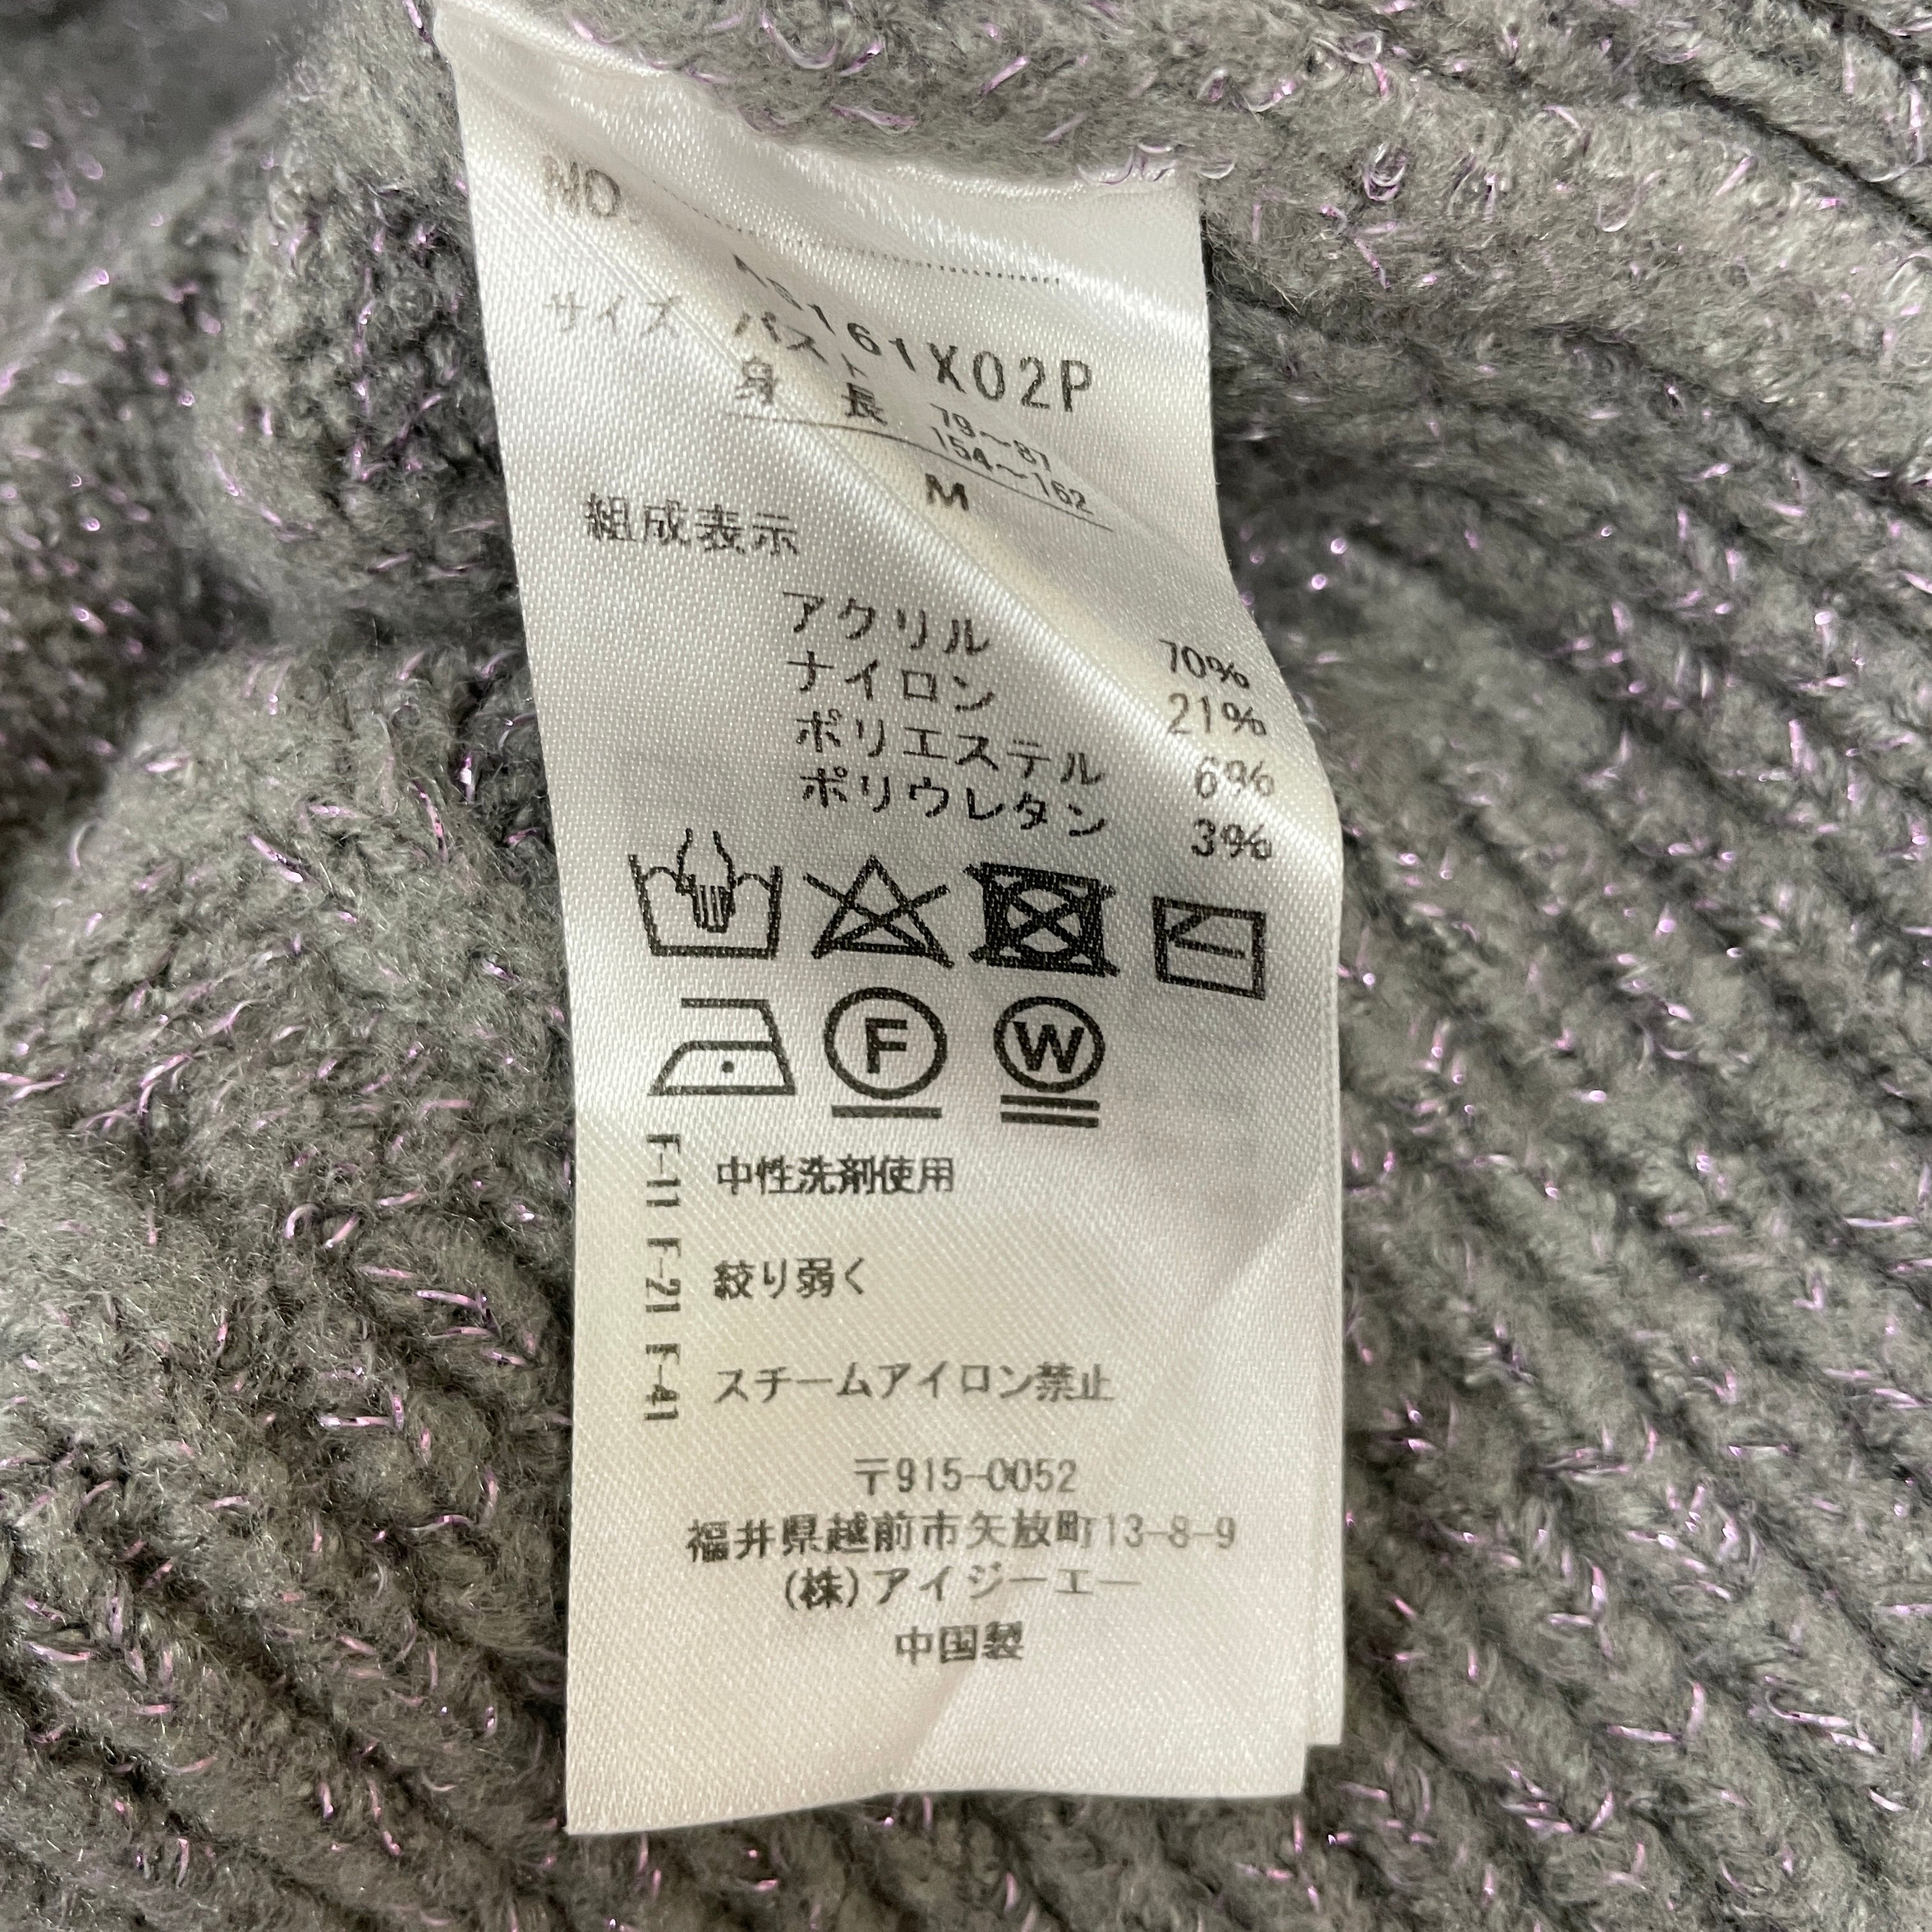 NO.
AS161X02P
サイズ バスト 79~87
身 長 154~162
M
組成表示
アクリル 70%
ナイロン 21%
ポリエステル 6%
ポリウレタン 3%
F W
F-11 中性洗剤使用
F-21 絞り弱く
F-41 スチームアイロン禁止
〒915-0052
福井県越前市矢放町13-8-9
(株)アイジーエー
中国製